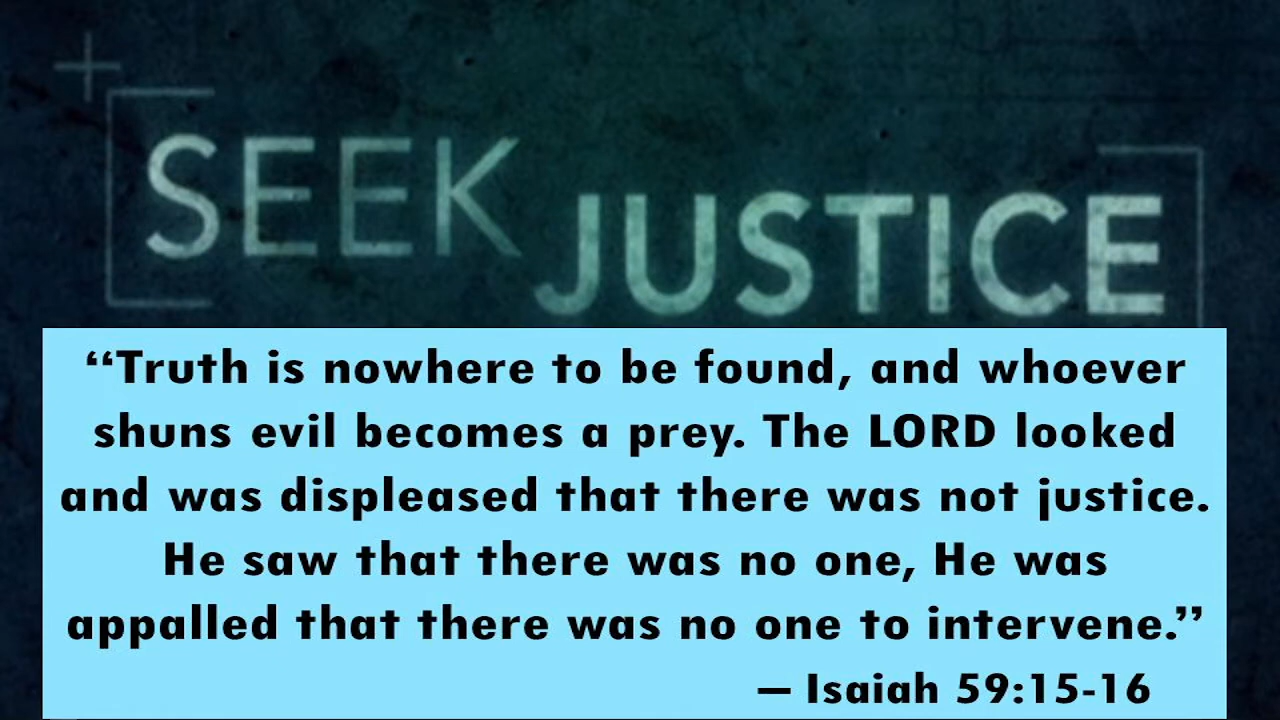 SEEK JUSTICE
“Truth is nowhere to be found, and whoever
shuns evil becomes a prey. The LORD looked
and was displeased that there was not justice.
He saw that there was no one, He was
appalled that there was no one to intervene.”
— Isaiah 59:15-16